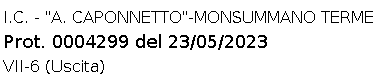 I.C. - "A. CAPONNETTO"-MONSUMMANO TERME
Prot. 0004299 del 23/05/2023
VII-6 (Uscita)